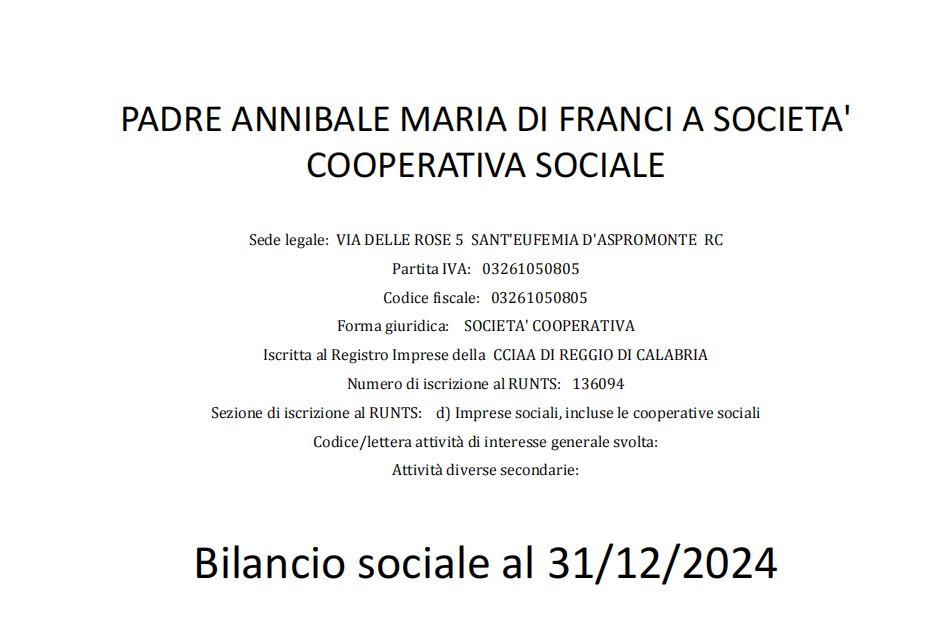 PADRE ANNIBALE MARIA DI FRANCI A SOCIETA'
COOPERATIVA SOCIALE
Sede legale: VIA DELLE ROSE 5 SANT'EUFEMIA D'ASPROMONTE RC
Partita IVA: 03261050805
Codice fiscale: 03261050805
Forma giuridica: SOCIETA' COOPERATIVA
Iscritta al Registro Imprese della CCIAA DI REGGIO DI CALABRIA
Numero di iscrizione al RUNTS: 136094
Sezione di iscrizione al RUNTS: d) Imprese sociali, incluse le cooperative sociali
Codice/lettera attività di interesse generale svolta:
Attività diverse secondarie:
Bilancio sociale al 31/12/2024